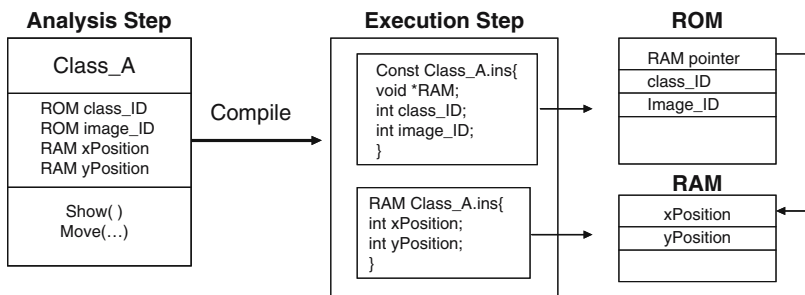 Analysis Step
Class_A
ROM class_ID
ROM image_ID
RAM xPosition
RAM yPosition
Show( )
Move(...)
Compile
Execution Step
Const Class_A.ins{
void *RAM;
int class_ID;
int image_ID;
}
RAM Class_A.ins{
int xPosition;
int yPosition;
}
ROM
RAM pointer
class_ID
Image_ID
RAM
xPosition
yPosition